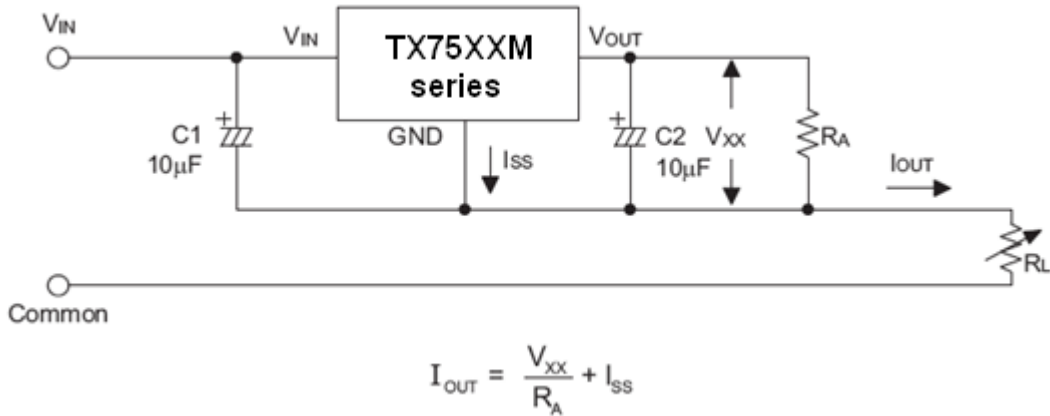 VIN
VIN
TX75XXM
series
VOUT
GND
C1
10μF
ISS
C2
10μF
VXX
RA
IOUT
RL
Common
IOUT = VXX / RA + ISS